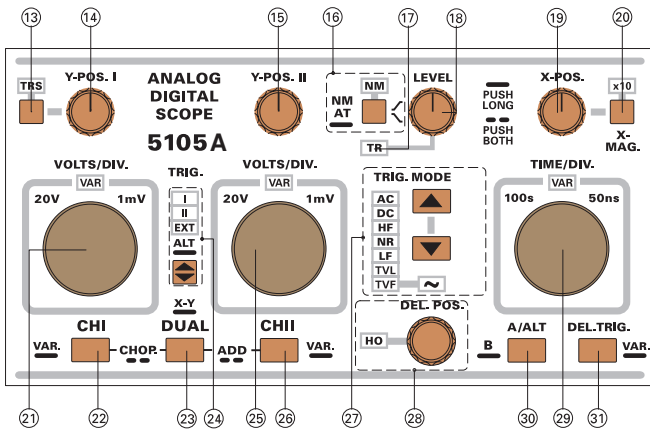 13 14 15 16 17 18 19 20
TRS
Y-POS. I
ANALOG
DIGITAL
SCOPE
5105A
Y-POS. II
NM
AT
NM
LEVEL
TR
PUSH
LONG
PUSH
BOTH
X-POS.
x10
X-
MAG.
VOLTS/DIV.
VAR
20V 1mV
TRIG.
I
II
EXT
ALT
VOLTS/DIV.
VAR
20V 1mV
TRIG. MODE
AC
DC
HF
NR
LF
TVL
TVF
~
TIME/DIV.
VAR
100s 50ns
X-Y
CHI DUAL CHII
VAR. CHOP. ADD VAR.
DEL. POS.
HO
A/ALT DEL.TRIG.
B VAR.
21 22 23 24 25 26 27 28 30 29 31